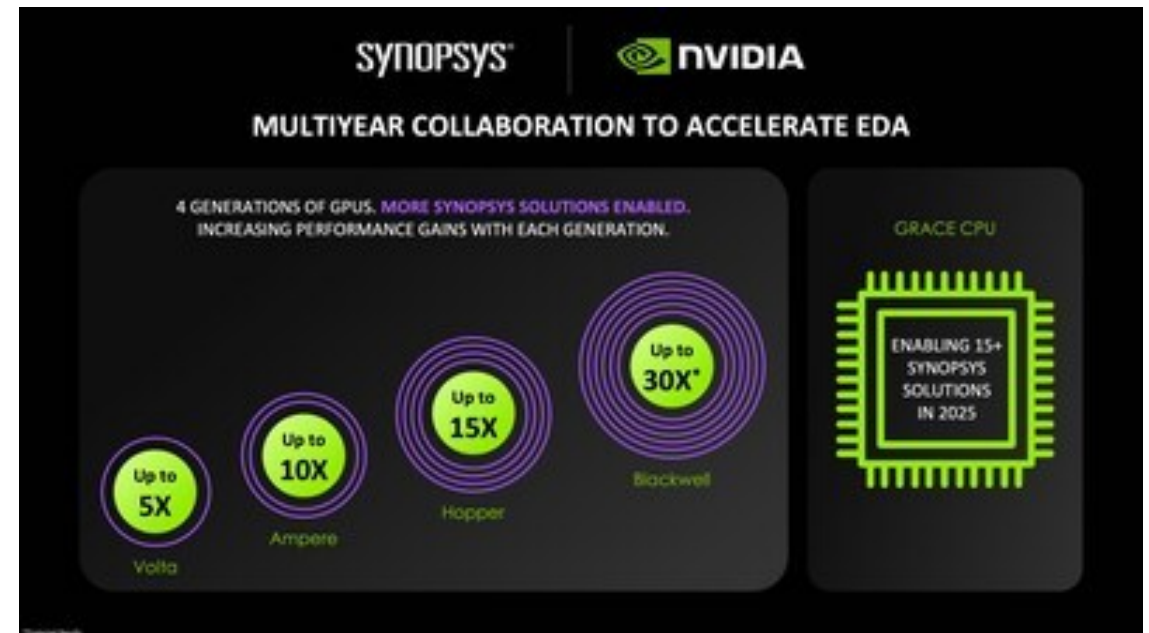 SYNOPSYS®
NVIDIA
MULTIYEAR COLLABORATION TO ACCELERATE EDA
4 GENERATIONS OF GPUS. MORE SYNOPSYS SOLUTIONS ENABLED.
INCREASING PERFORMANCE GAINS WITH EACH GENERATION.
Up to
5X
Volta
Up to
10X
Ampere
Up to
15X
Hopper
Up to
30X*
Blackwell
GRACE CPU
ENABLING 15+
SYNOPSYS
SOLUTIONS
IN 2025